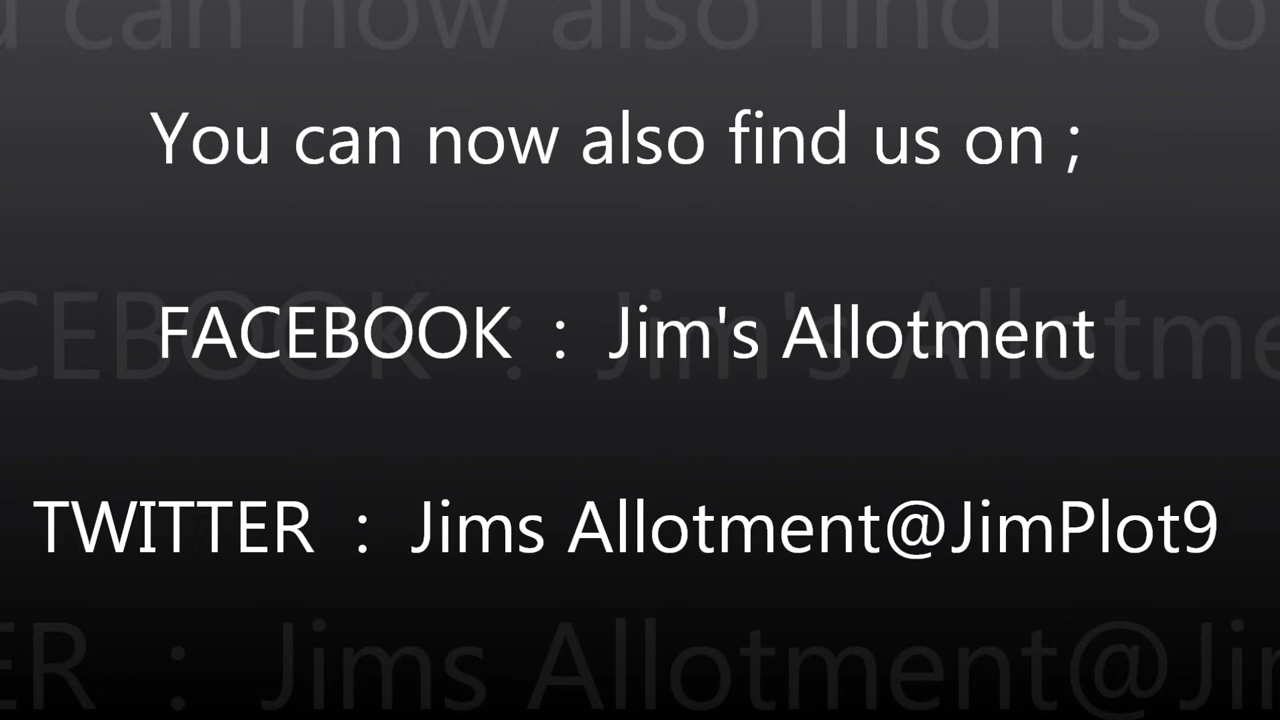 You can now also find us on ;
FACEBOOK : Jim's Allotment
TWITTER : Jims Allotment@JimPlot9